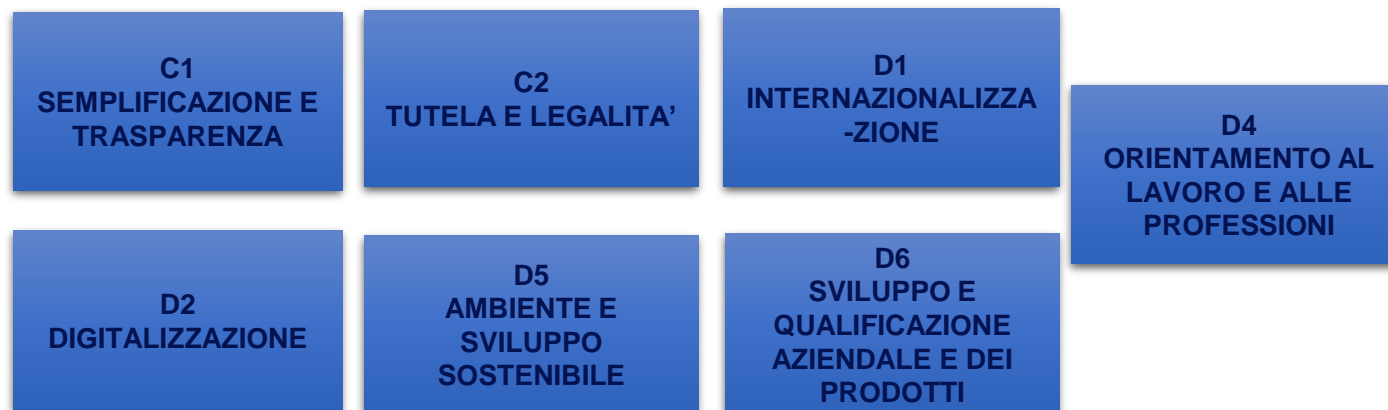 C1
SEMPLIFICAZIONE E
TRASPARENZA
C2
TUTELA E LEGALITA’
D1
INTERNAZIONALIZZA
-ZIONE
D4
ORIENTAMENTO AL
LAVORO E ALLE
PROFESSIONI
D2
DIGITALIZZAZIONE
D5
AMBIENTE E
SVILUPPO
SOSTENIBILE
D6
SVILUPPO E
QUALIFICAZIONE
AZIENDALE E DEI
PRODOTTI